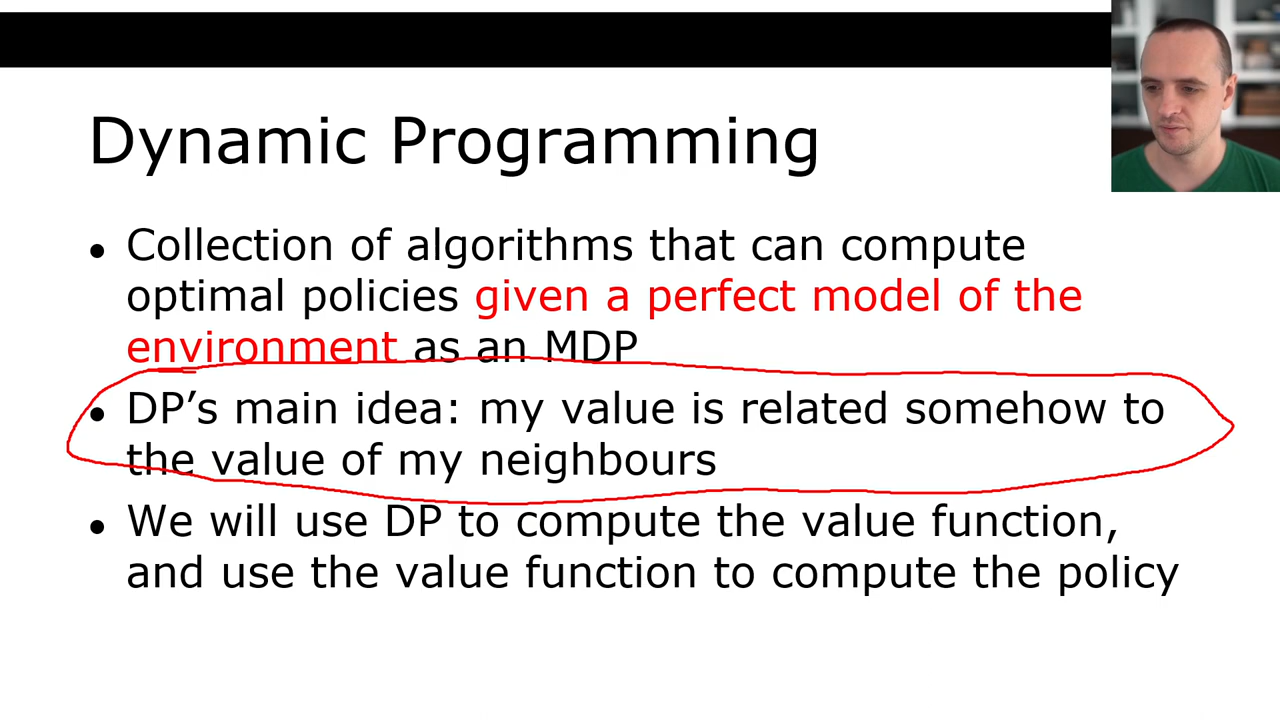 Dynamic Programming
• Collection of algorithms that can compute
optimal policies given a perfect model of the
environment as an MDP
• DP’s main idea: my value is related somehow to
the value of my neighbours
• We will use DP to compute the value function,
and use the value function to compute the policy